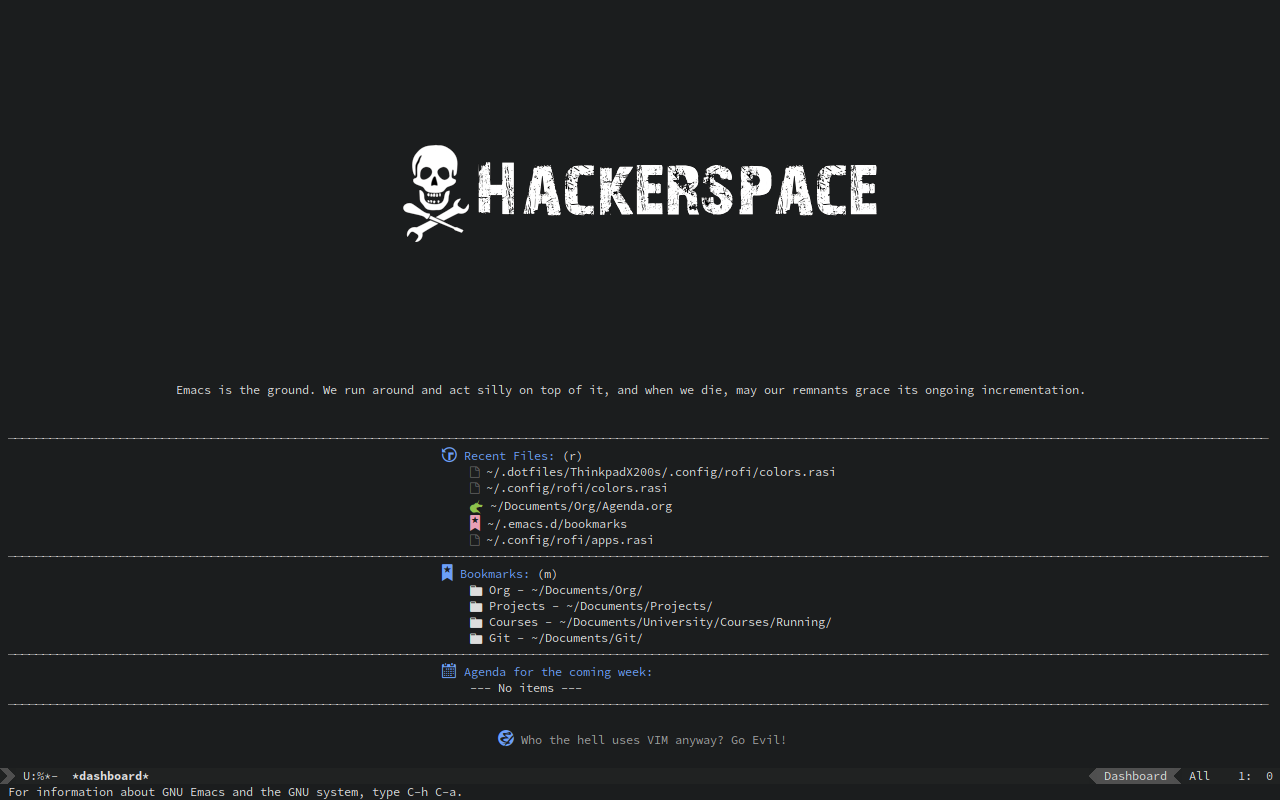 HACKERSPACE
Emacs is the ground. We run around and act silly on top of it, and when we die, may our remnants grace its ongoing incrementation.
Recent Files: (r)
~/.dotfiles/ThinkpadX200s/.config/rofi/colors.rasi
~/.config/rofi/colors.rasi
~/Documents/Org/Agenda.org
~/.emacs.d/bookmarks
~/.config/rofi/apps.rasi
Bookmarks: (m)
Org - ~/Documents/Org/
Projects - ~/Documents/Projects/
Courses - ~/Documents/University/Courses/Running/
Git - ~/Documents/Git/
Agenda for the coming week:
--- No items ---
Who the hell uses VIM anyway? Go Evil!
U:%*-  *dashboard* Dashboard All 1: 0
For information about GNU Emacs and the GNU system, type C-h C-a.